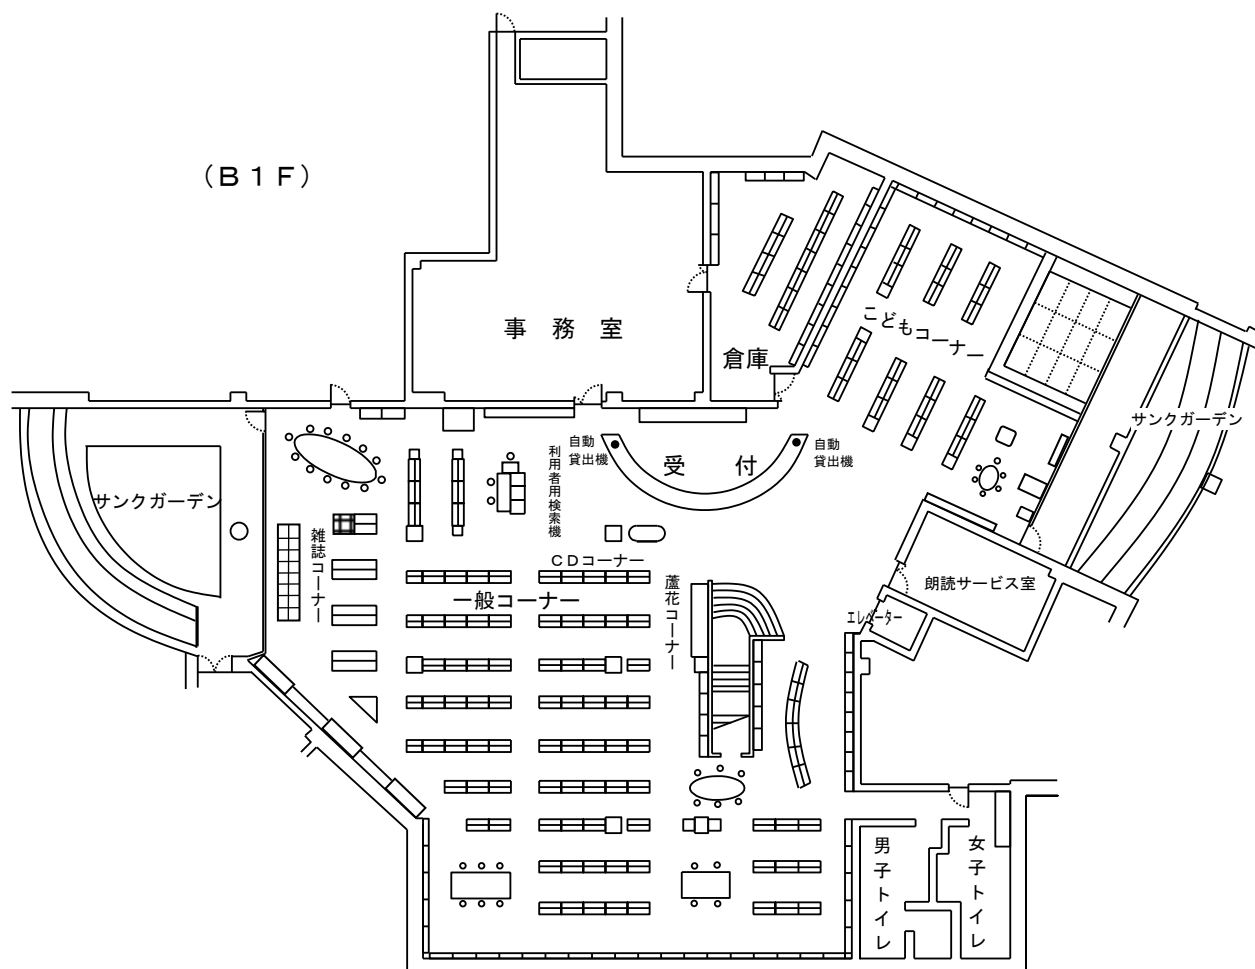 (B1F)
事務室
倉庫
こどもコーナー
サンクガーデン
自動
貸出機
受付
自動
貸出機
利用者用検索機
サンクガーデン
雑誌コーナー
CDコーナー
一般コーナー
蘆花コーナー
朗読サービス室
エレベーター
男子トイレ
女子トイレ